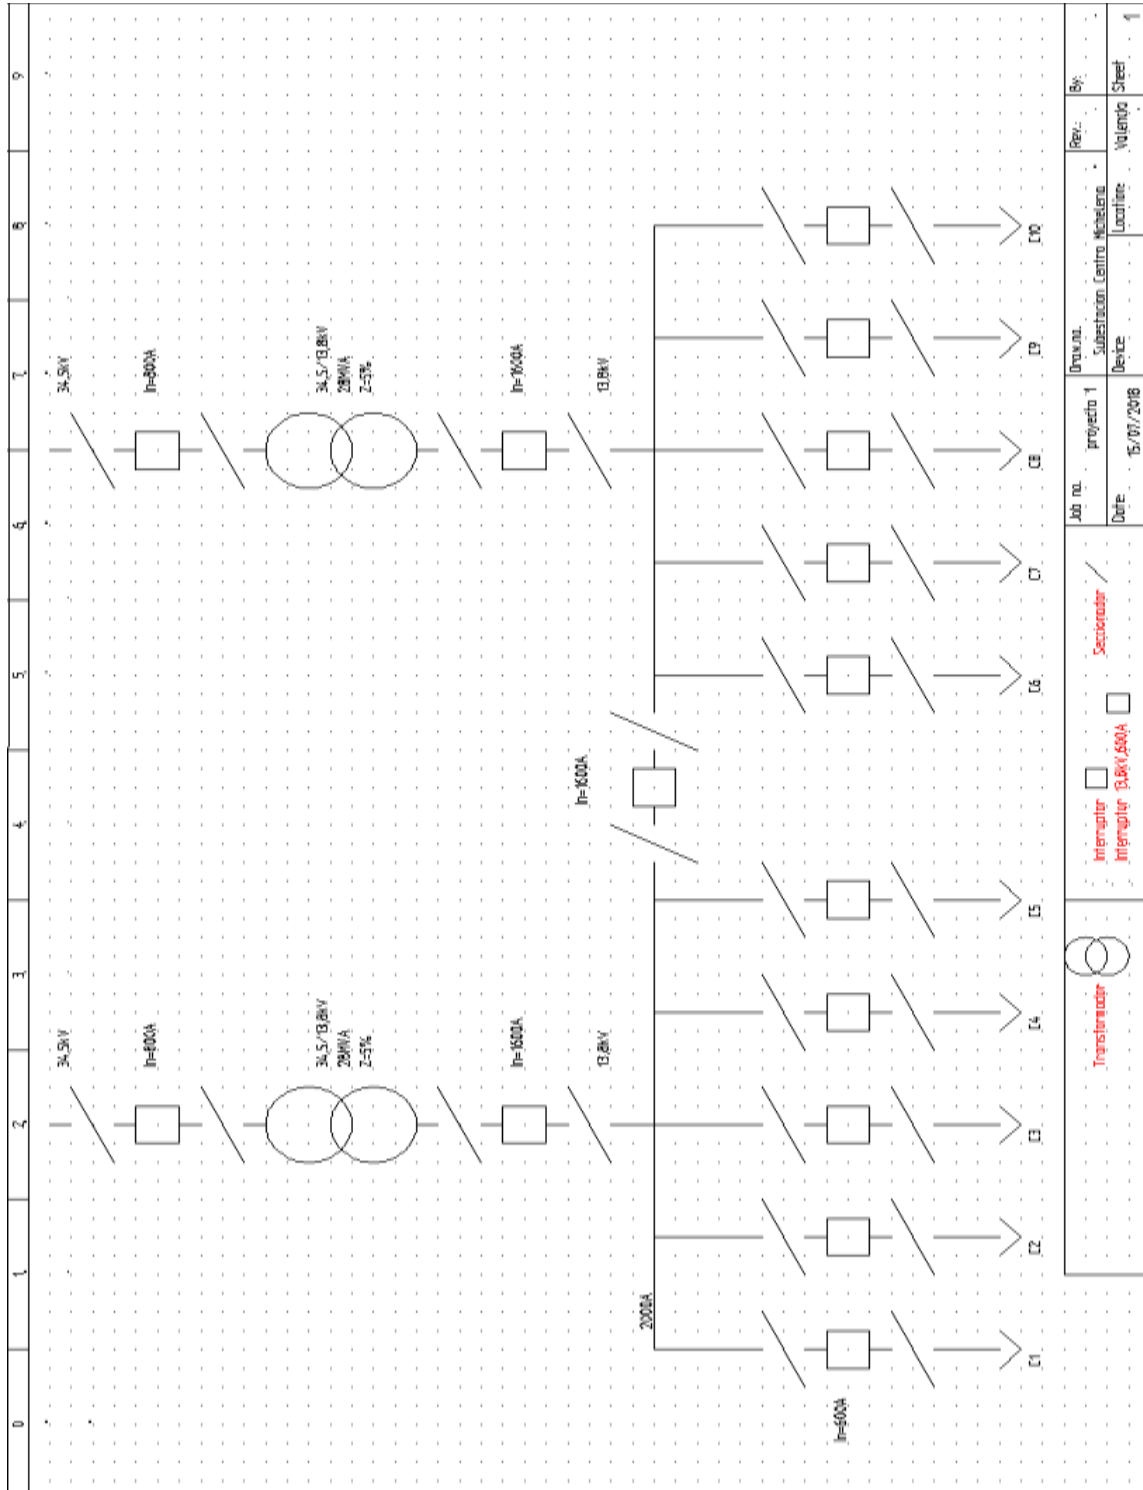 0 1 2 3 4 5 6 7 8 9
34,5kV
In=800A
34,5/13,8kV
28MVA
Z=5%
In=1600A
13,8kV
34,5kV
In=800A
34,5/13,8kV
28MVA
Z=5%
In=1600A
13,8kV
In=1600A
2000A
In=600A
C1 C2 C3 C4 C5 C6 C7 C8 C9 C10
Transformador
Interruptor
Seccionador
Interruptor 13,8kV,600A
Job no.
proyecto 1
Date
15/07/2018
Draw.no.
Subestacion Centro Michelena
Device
Rev.:
By:
Location:
Valencia
Sheet
1